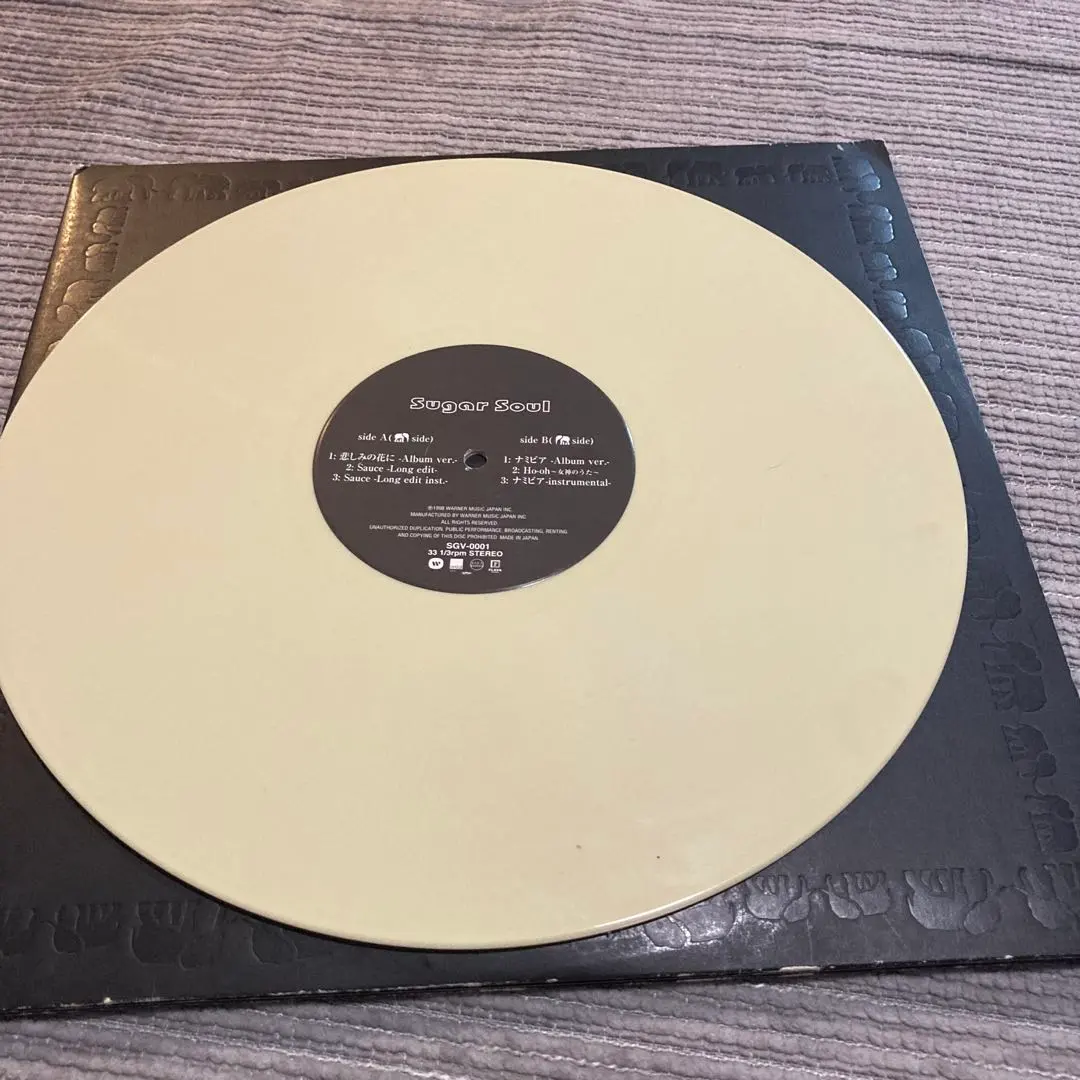 Sugar Soul
side A( side)
1: 悲しみの花に -Album ver.-
2: Sauce -Long edit-
3: Sauce -Long edit inst.-
side B( side)
1: ナミビア -Album ver.-
2: Ho-oh～女神のうた～
3: ナミビア-instrumental-
℗1998 WARNER MUSIC JAPAN INC.
MANUFACTURED BY WARNER MUSIC JAPAN INC.
ALL RIGHTS RESERVED.
UNAUTHORIZED DUPLICATION, PUBLIC PERFORMANCE, BROADCASTING, RENTING
AND COPYING OF THIS DISC PROHIBITED. MADE IN JAPAN.
SGV-0001
33 1/3rpm STEREO